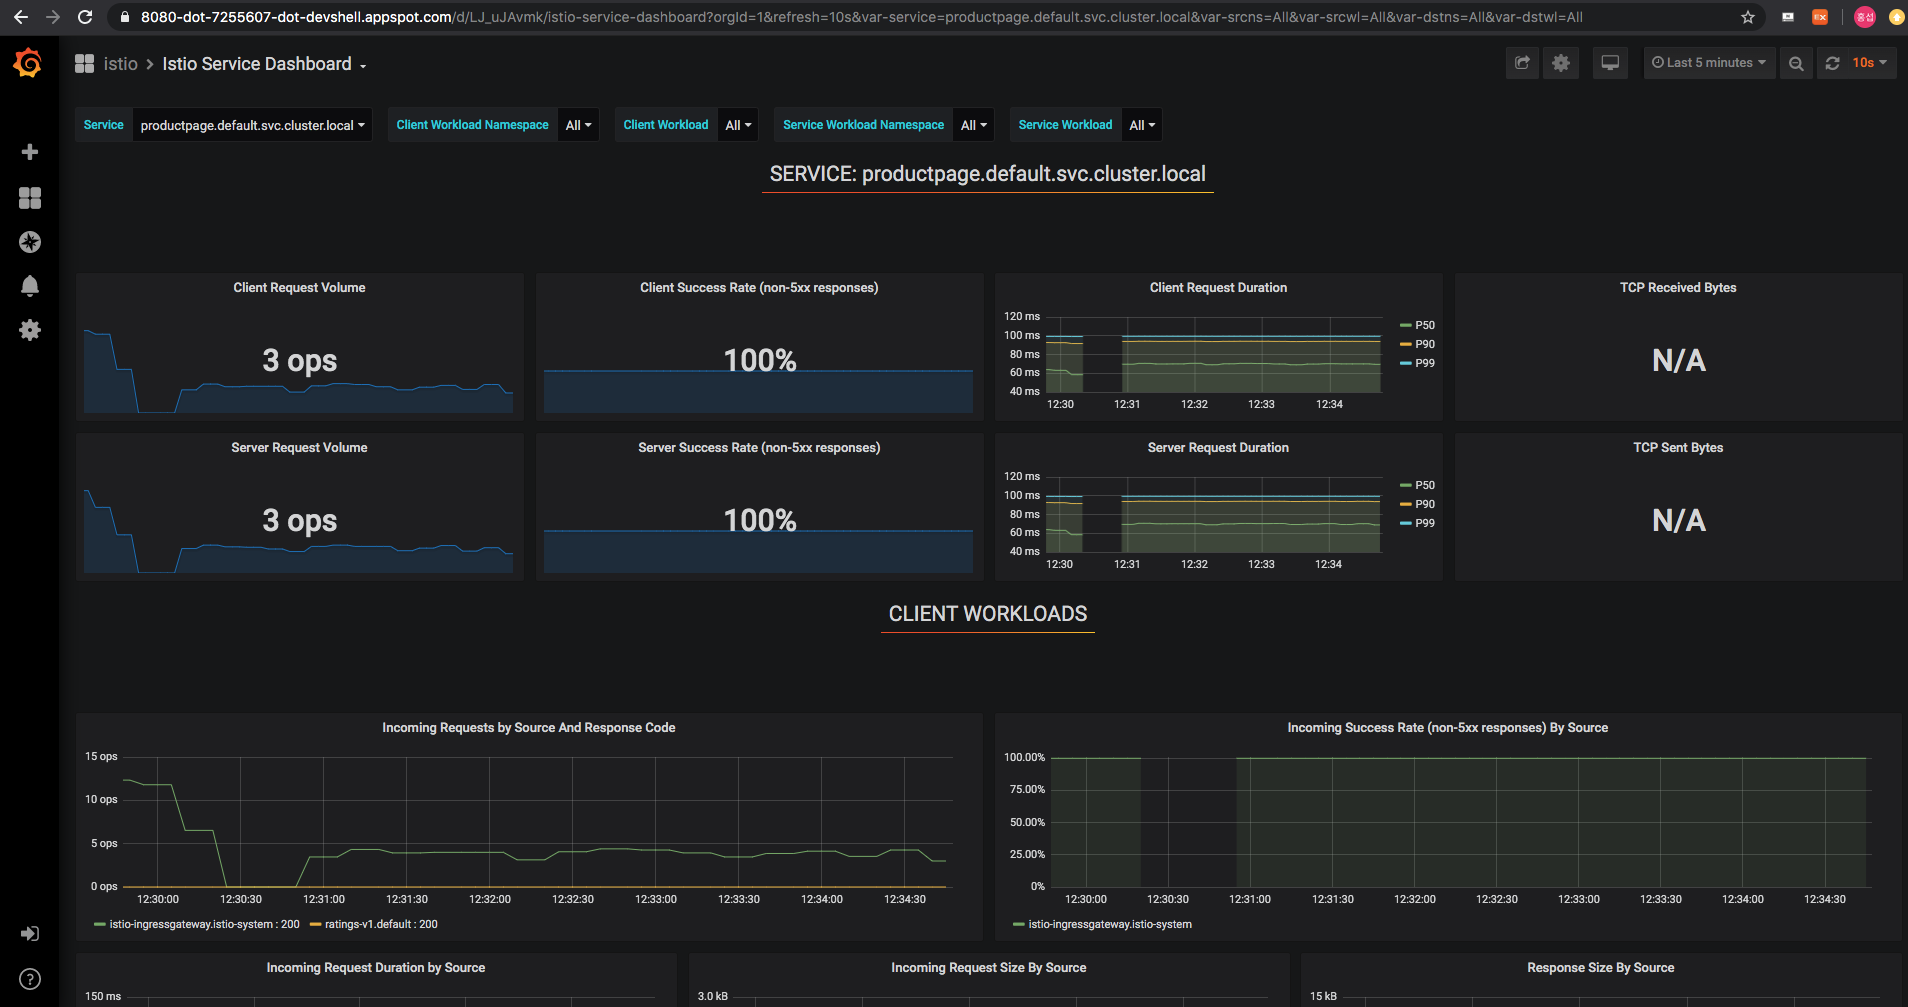 8080-dot-7255607-dot-devshell.appspot.com/d/LJ_uJAvmk/istio-service-dashboard?orgId=1&refresh=10s&var-service=productpage.default.svc.cluster.local&var-srcns=All&var-srcwl=All&var-dstns=All&var-dstwl=All
홍섭
istio > Istio Service Dashboard
Last 5 minutes
10s
Service productpage.default.svc.cluster.local
Client Workload Namespace All
Client Workload All
Service Workload Namespace All
Service Workload All
SERVICE: productpage.default.svc.cluster.local
Client Request Volume
3 ops
Client Success Rate (non-5xx responses)
100%
Client Request Duration
120 ms
100 ms
80 ms
60 ms
40 ms
12:30 12:31 12:32 12:33 12:34
P50
P90
P99
TCP Received Bytes
N/A
Server Request Volume
3 ops
Server Success Rate (non-5xx responses)
100%
Server Request Duration
120 ms
100 ms
80 ms
60 ms
40 ms
12:30 12:31 12:32 12:33 12:34
P50
P90
P99
TCP Sent Bytes
N/A
CLIENT WORKLOADS
Incoming Requests by Source And Response Code
15 ops
10 ops
5 ops
0 ops
12:30:00 12:30:30 12:31:00 12:31:30 12:32:00 12:32:30 12:33:00 12:33:30 12:34:00 12:34:30
istio-ingressgateway.istio-system : 200 ratings-v1.default : 200
Incoming Success Rate (non-5xx responses) By Source
100.00%
75.00%
50.00%
25.00%
0%
12:30:00 12:30:30 12:31:00 12:31:30 12:32:00 12:32:30 12:33:00 12:33:30 12:34:00 12:34:30
istio-ingressgateway.istio-system
Incoming Request Duration by Source
150 ms
Incoming Request Size By Source
3.0 kB
Response Size By Source
15 kB